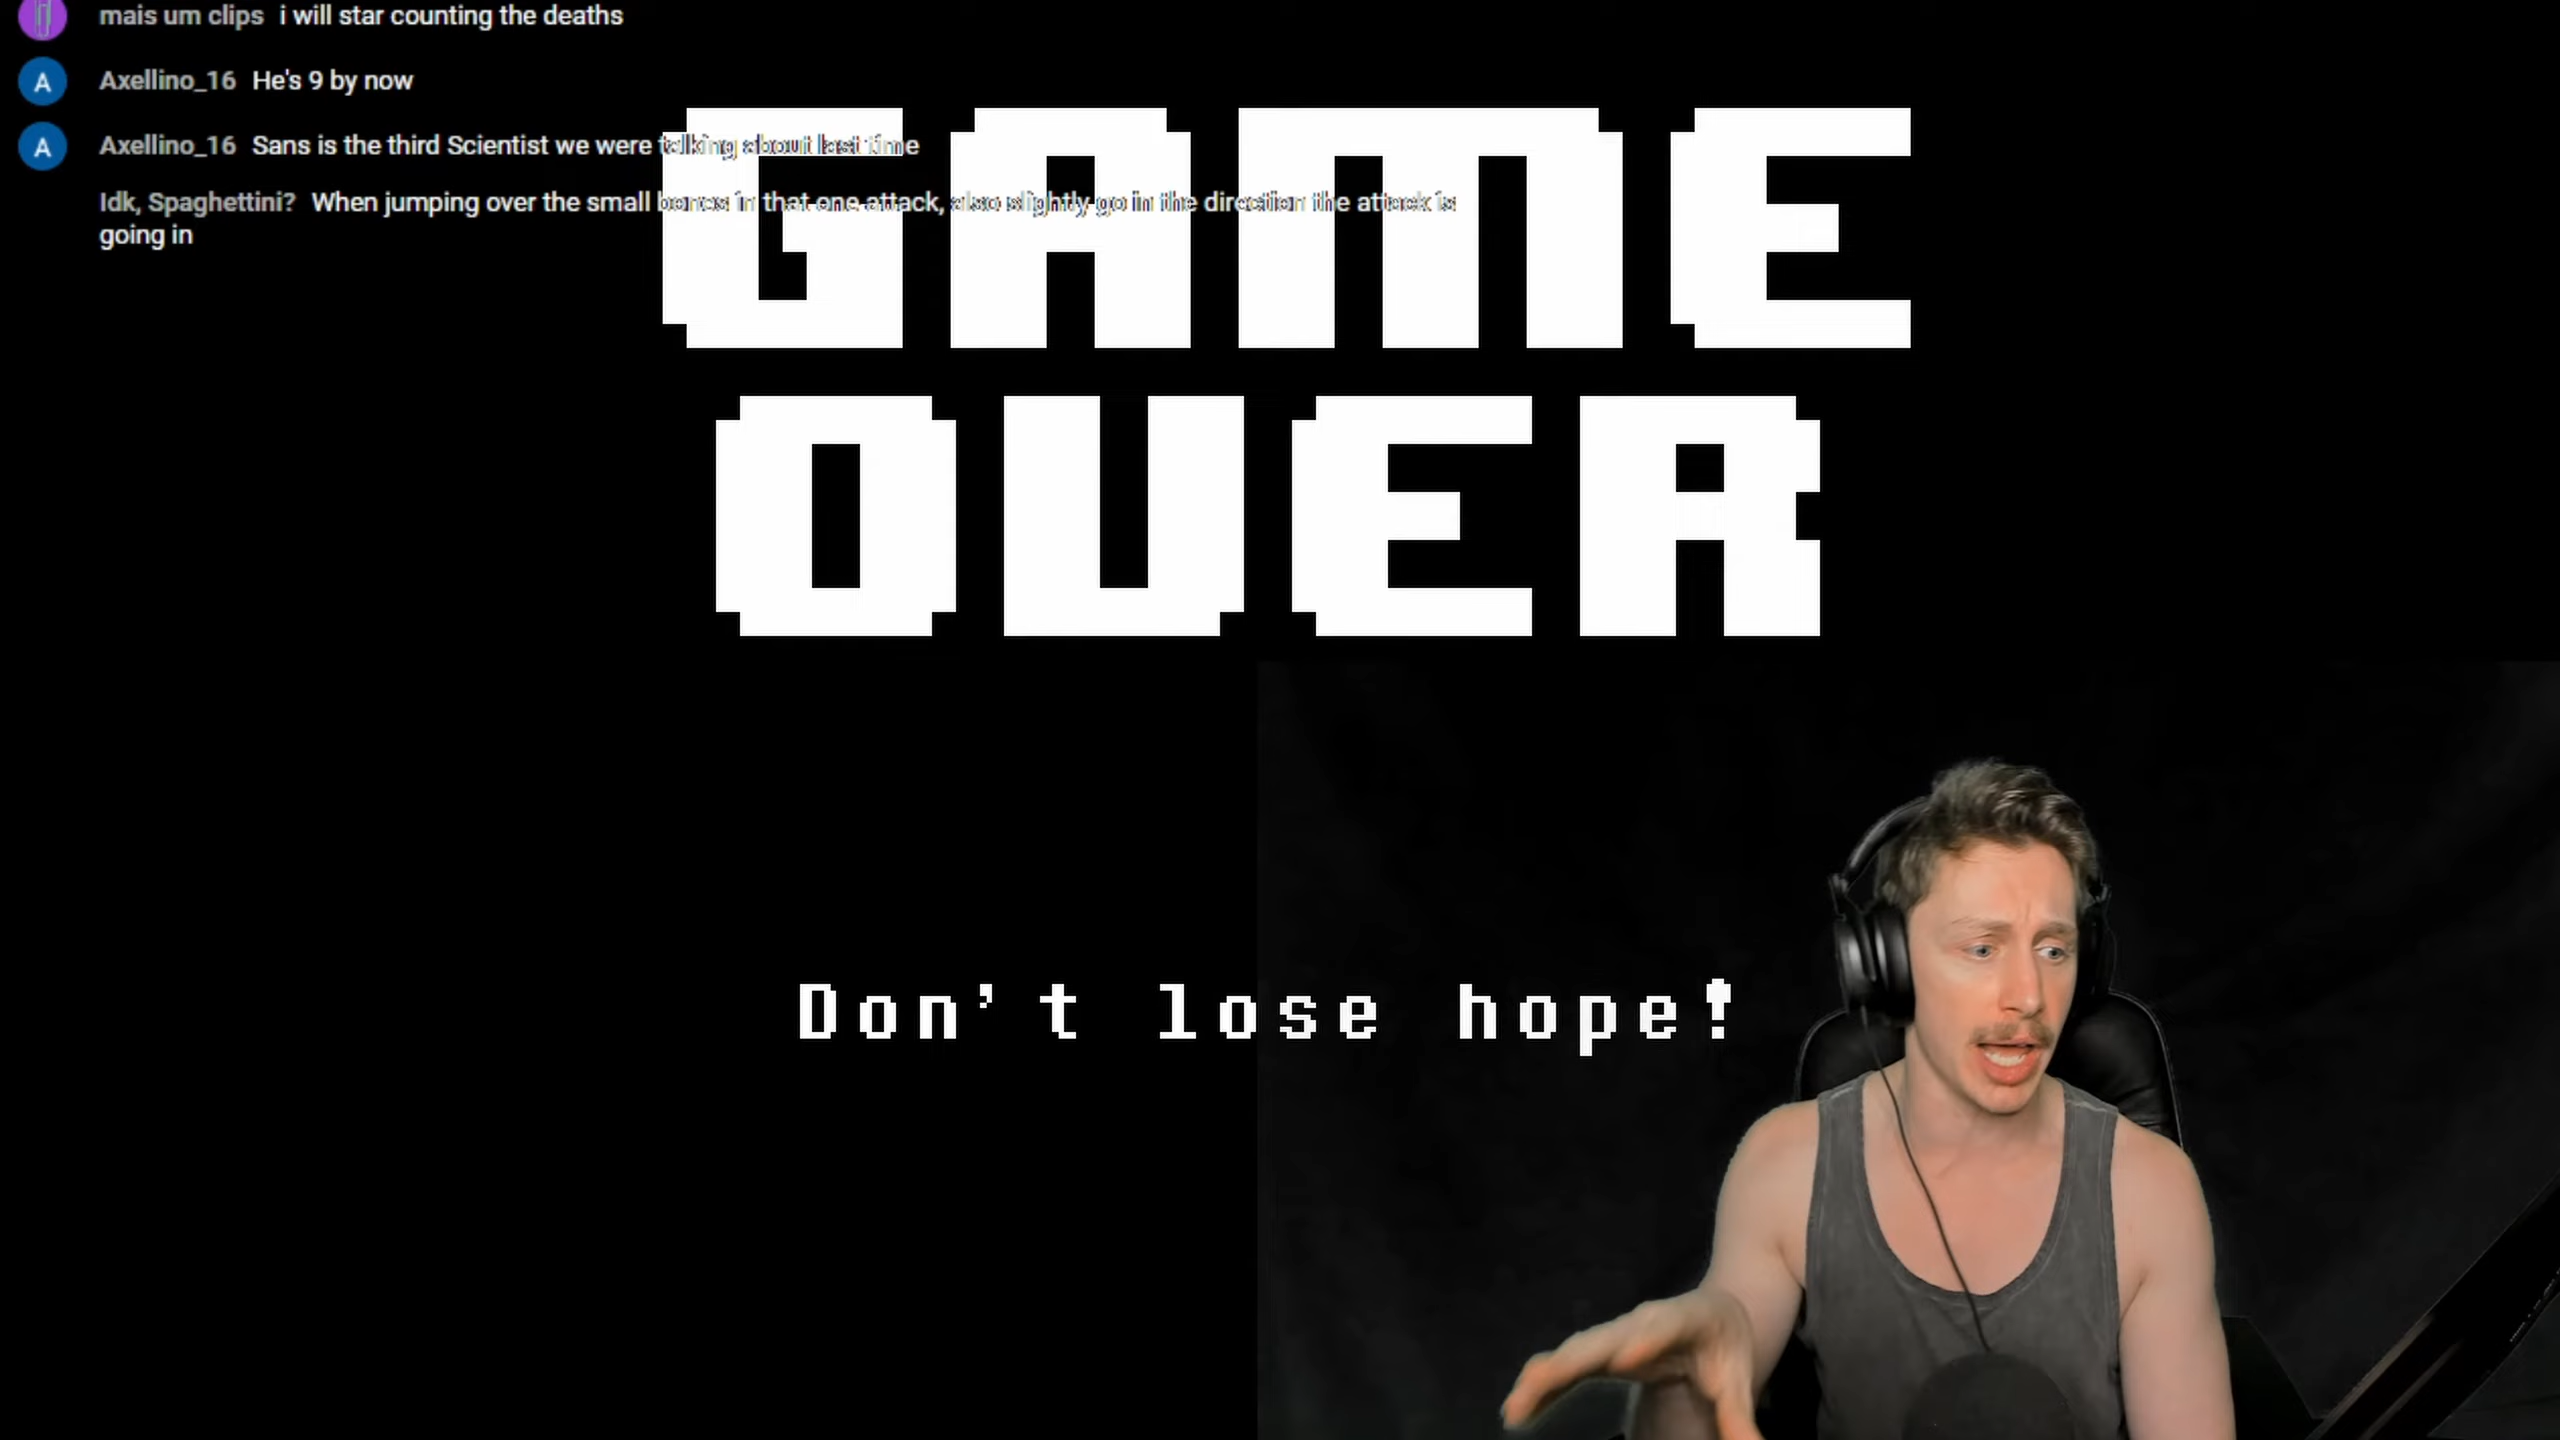 mais um clips i will star counting the deaths
A Axellino_16 He's 9 by now
A Axellino_16 Sans is the third Scientist we were talking about last time
Idk, Spaghettini? When jumping over the small bones in that one attack, also slightly go in the direction the attack is
going in
GAME
OVER
Don't lose hope!